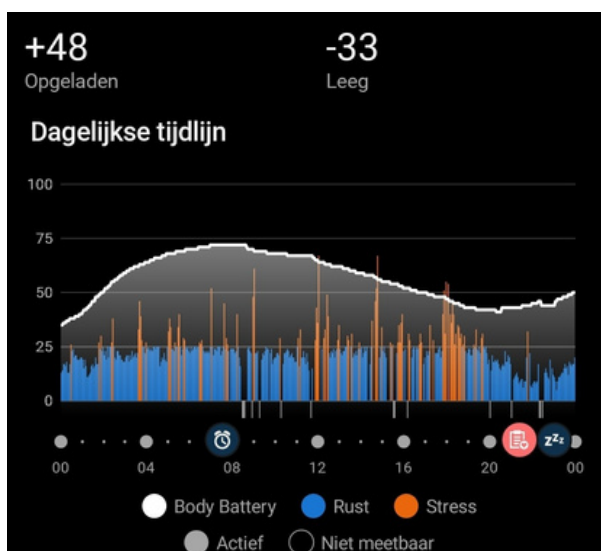 +48 -33
Opgeladen Leeg
Dagelijkse tijdlijn
100
75
50
25
0
zzz
00 04 08 12 16 20 00
Body Battery Rust Stress
Actief Niet meetbaar